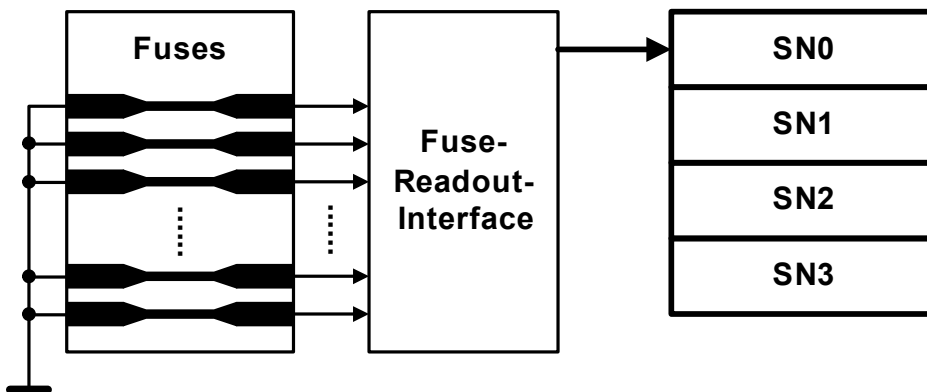 Fuses
Fuse-
Readout-
Interface
SN0
SN1
SN2
SN3